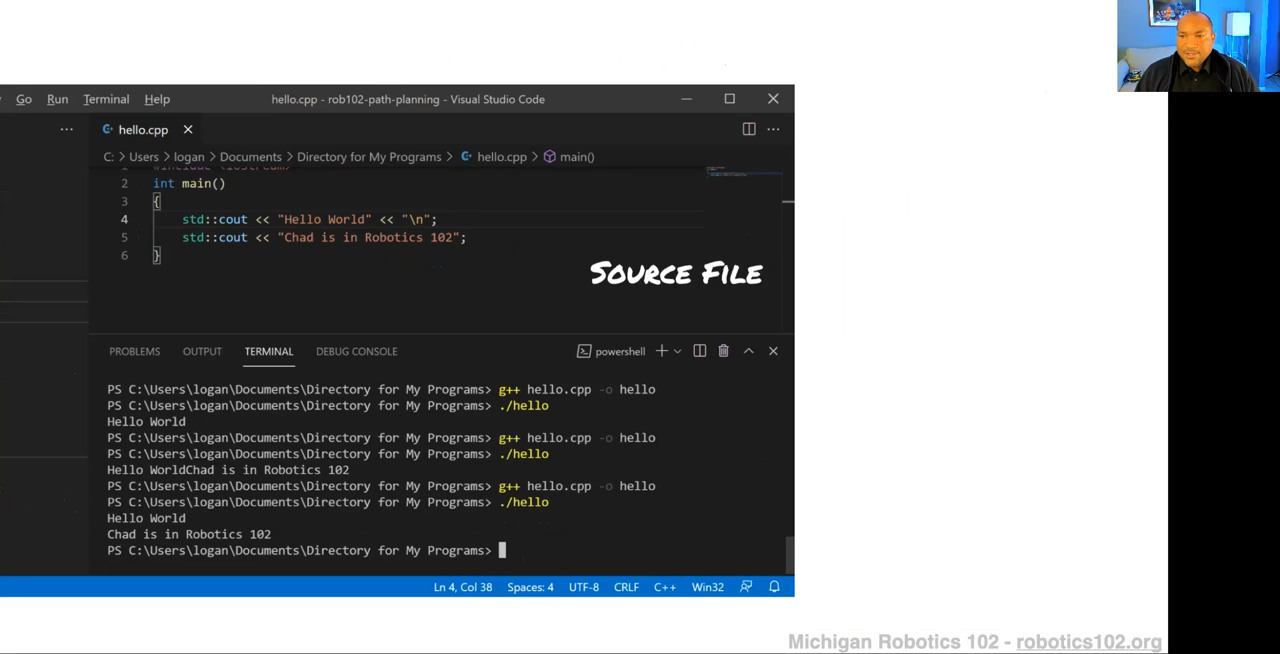 Go Run Terminal Help hello.cpp - rob102-path-planning - Visual Studio Code
hello.cpp
C: > Users > logan > Documents > Directory for My Programs > hello.cpp > main()
1 #include <iostream>
2 int main()
3 {
4 std::cout << "Hello World" << "\n";
5 std::cout << "Chad is in Robotics 102";
6 }
Source File
PROBLEMS OUTPUT TERMINAL DEBUG CONSOLE powershell
PS C:\Users\logan\Documents\Directory for My Programs> g++ hello.cpp -o hello
PS C:\Users\logan\Documents\Directory for My Programs> ./hello
Hello World
PS C:\Users\logan\Documents\Directory for My Programs> g++ hello.cpp -o hello
PS C:\Users\logan\Documents\Directory for My Programs> ./hello
Hello WorldChad is in Robotics 102
PS C:\Users\logan\Documents\Directory for My Programs> g++ hello.cpp -o hello
PS C:\Users\logan\Documents\Directory for My Programs> ./hello
Hello World
Chad is in Robotics 102
PS C:\Users\logan\Documents\Directory for My Programs>
Ln 4, Col 38 Spaces: 4 UTF-8 CRLF C++ Win32
Michigan Robotics 102 - robotics102.org